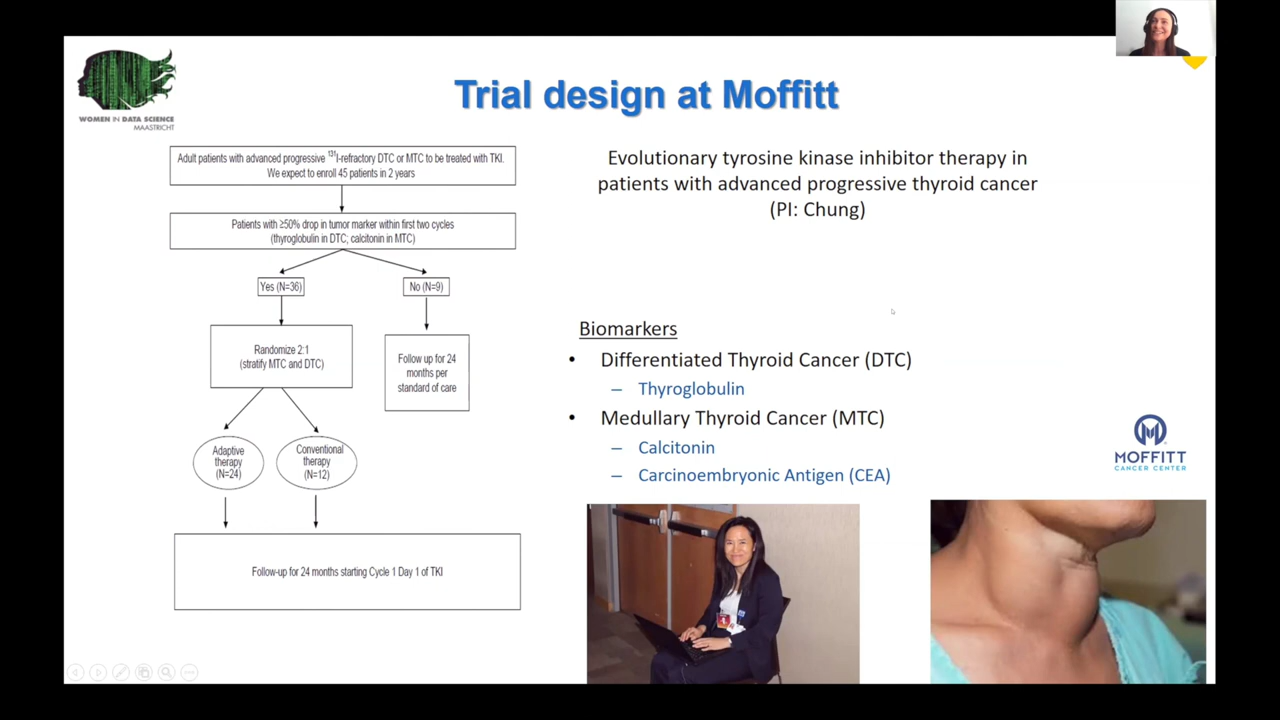 WOMEN IN DATA SCIENCE
MAASTRICHT
Trial design at Moffitt
Adult patients with advanced progressive ¹³¹I-refractory DTC or MTC to be treated with TKI.
We expect to enroll 45 patients in 2 years
Patients with ≥50% drop in tumor marker within first two cycles
(thyroglobulin in DTC; calcitonin in MTC)
Yes (N=36)
No (N=9)
Randomize 2:1
(stratify MTC and DTC)
Follow up for 24
months per
standard of care
Adaptive
therapy
(N=24)
Conventional
therapy
(N=12)
Follow-up for 24 months starting Cycle 1 Day 1 of TKI
Evolutionary tyrosine kinase inhibitor therapy in
patients with advanced progressive thyroid cancer
(PI: Chung)
Biomarkers
• Differentiated Thyroid Cancer (DTC)
– Thyroglobulin
• Medullary Thyroid Cancer (MTC)
– Calcitonin
– Carcinoembryonic Antigen (CEA)
MOFFITT
CANCER CENTER